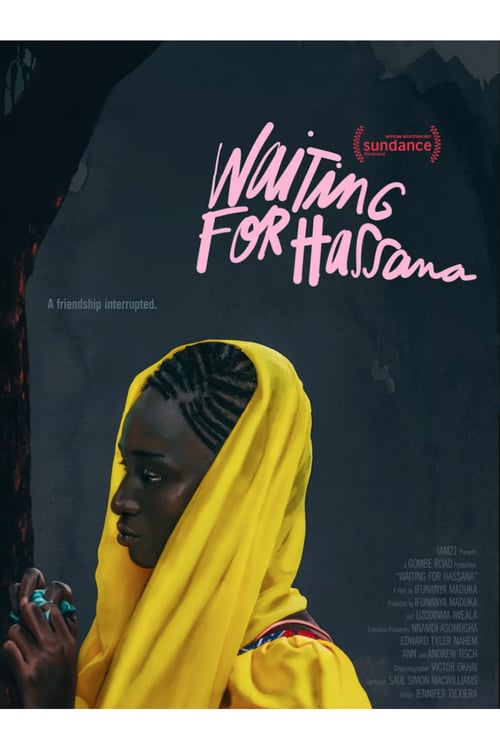 OFFICIAL SELECTION 2017
sundance
filmfestival
WAITING
FOR HASSANA
A friendship interrupted.
IAM21 Presents
a GOMBE ROAD Production
"WAITING FOR HASSANA"
A film by IFUNANYA MADUKA
Produced by IFUNANYA MADUKA
and UZODINMA IWEALA
Executive Producers NNAMDI ASOMUGHA
EDWARD TYLER NAHEM
ANN and ANDREW TISCH
Cinematographer VICTOR OKHAI
Composer SAUL SIMON MACWILLIAMS
Editor JENNIFER TIEXIERA